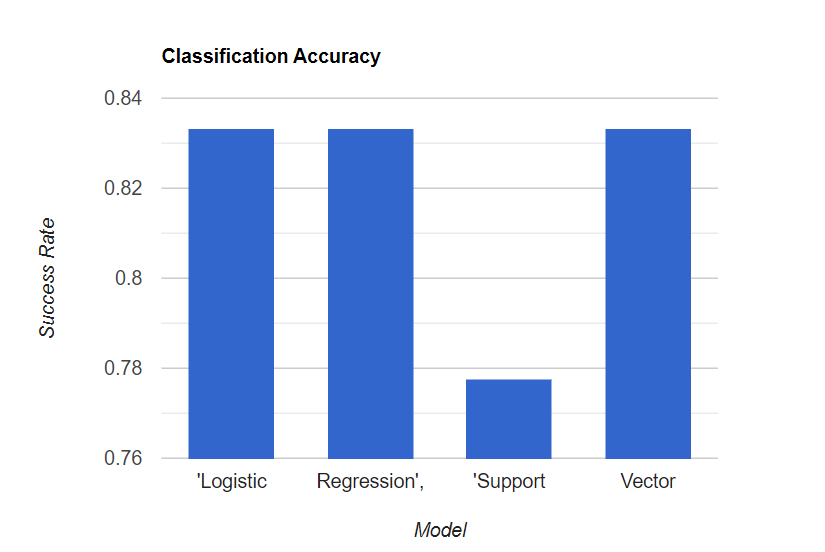 Classification Accuracy
0.84
0.82
0.8
0.78
0.76
Success Rate
'Logistic
Regression',
'Support
Vector
Model